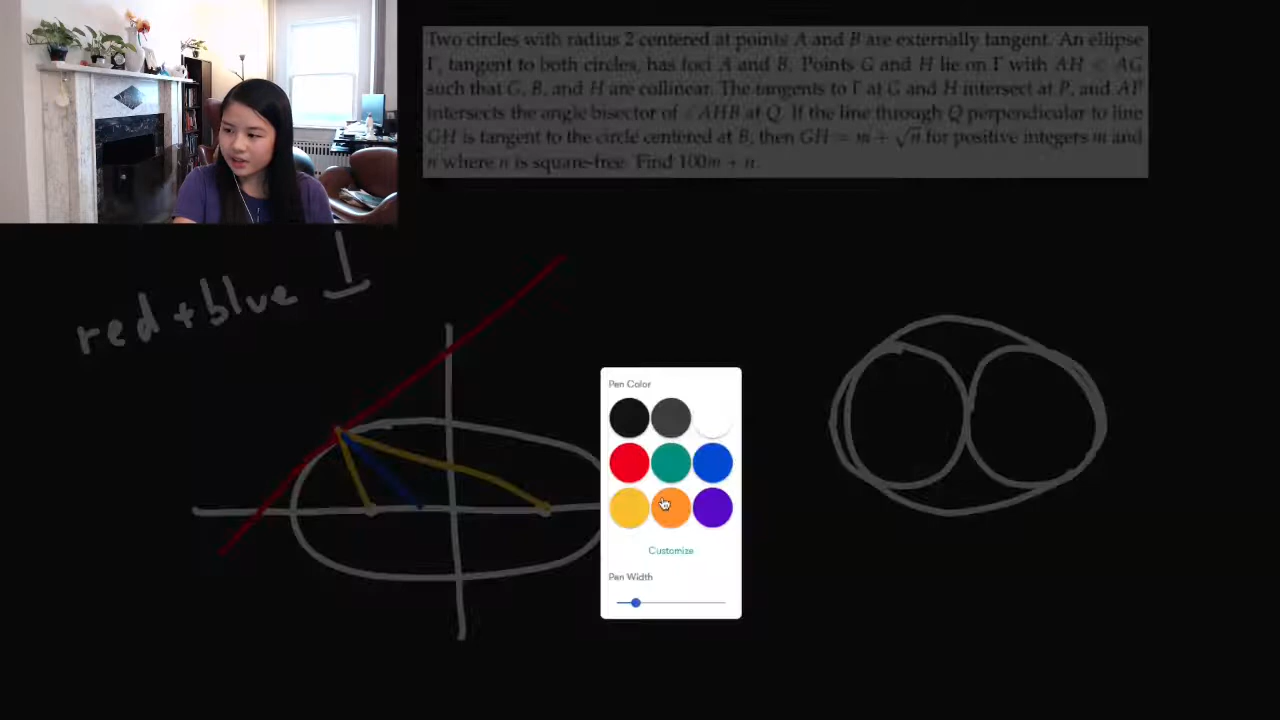 Two circles with radius 2 centered at points A and B are externally tangent. An ellipse
Γ, tangent to both circles, has foci A and B. Points G and H lie on Γ with AH < AG
such that G, B, and H are collinear. The tangents to Γ at G and H intersect at P, and AP
intersects the angle bisector of ∠AHB at Q. If the line through Q perpendicular to line
GH is tangent to the circle centered at B, then GH = m + √n for positive integers m and
n where n is square-free. Find 100m + n.
red + blue ⊥
Pen Color
Customize
Pen Width